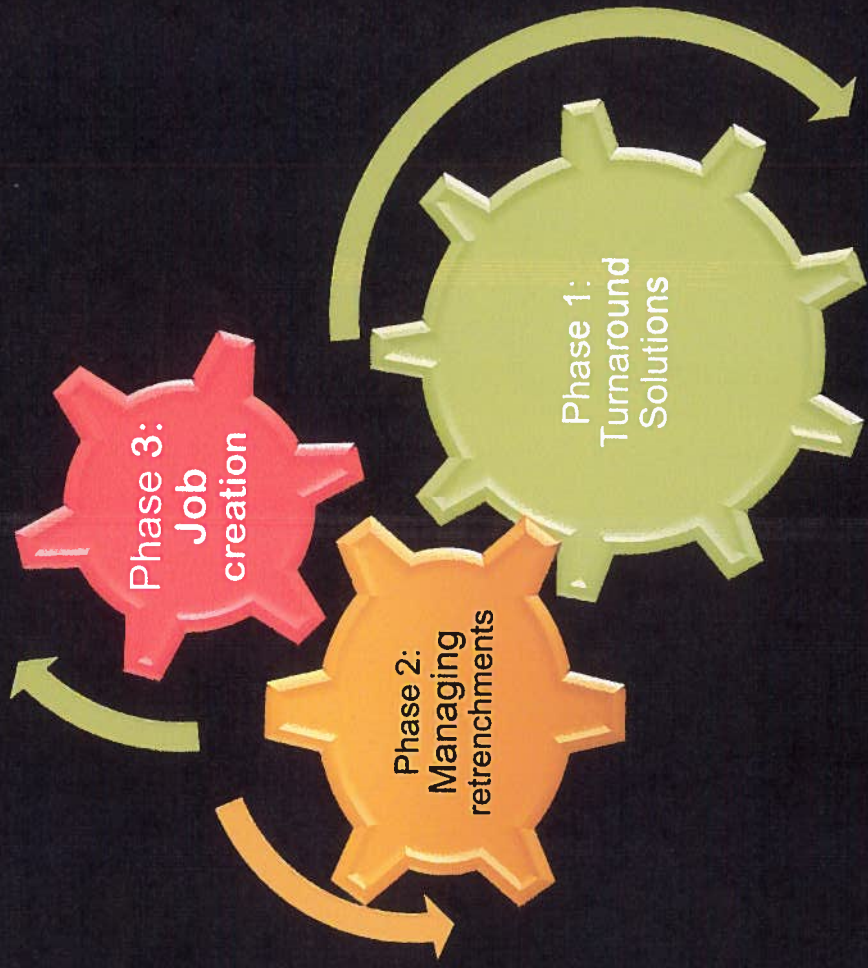 Phase 1:
Turnaround
Solutions
Phase 2:
Managing
retrenchments
Phase 3:
Job
creation